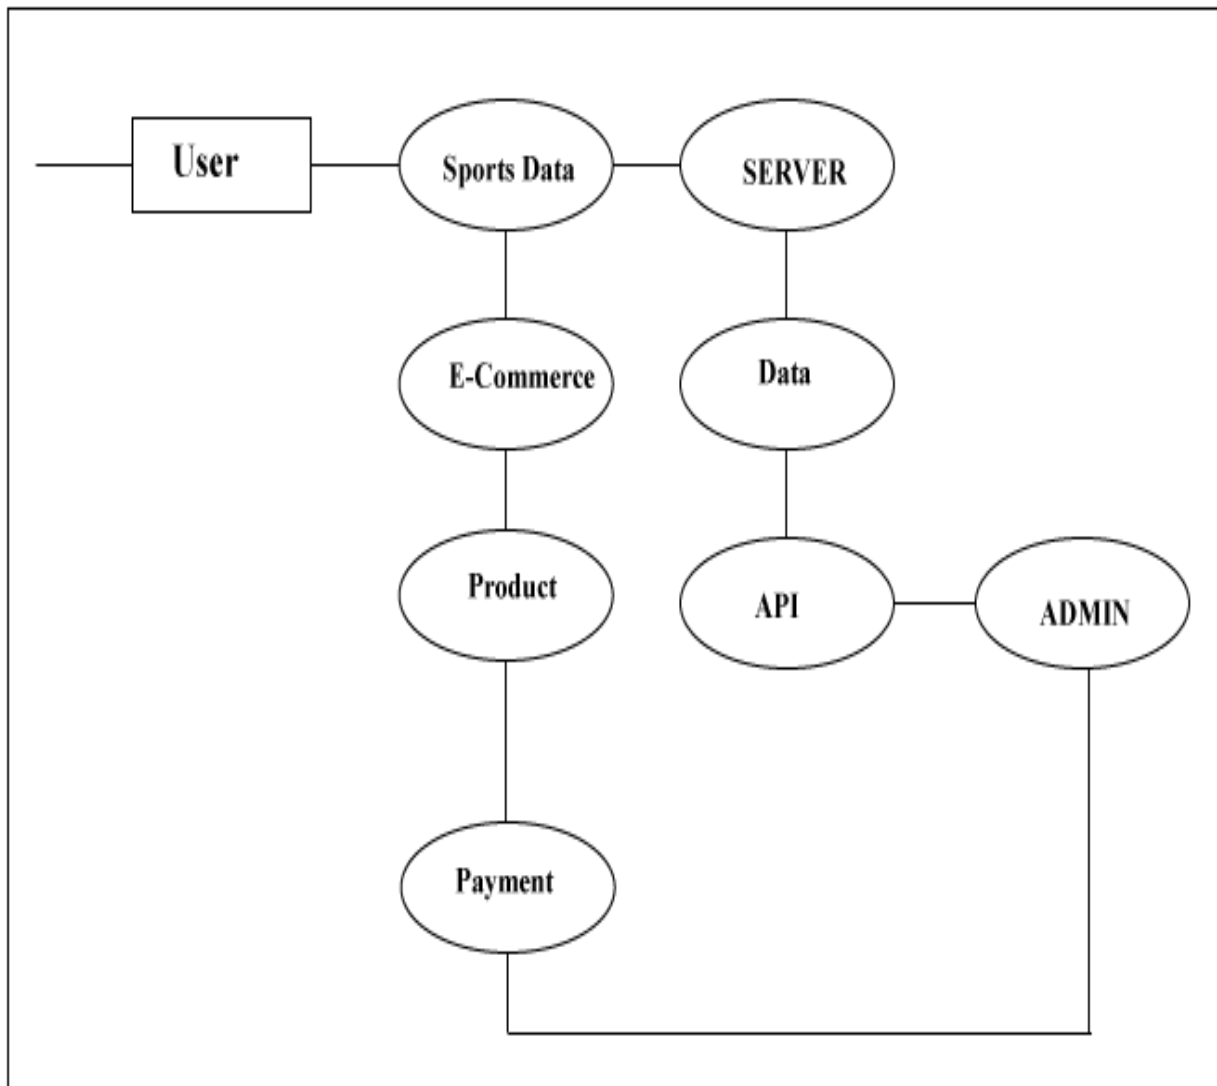 User
Sports Data
SERVER
E-Commerce
Data
Product
API
ADMIN
Payment